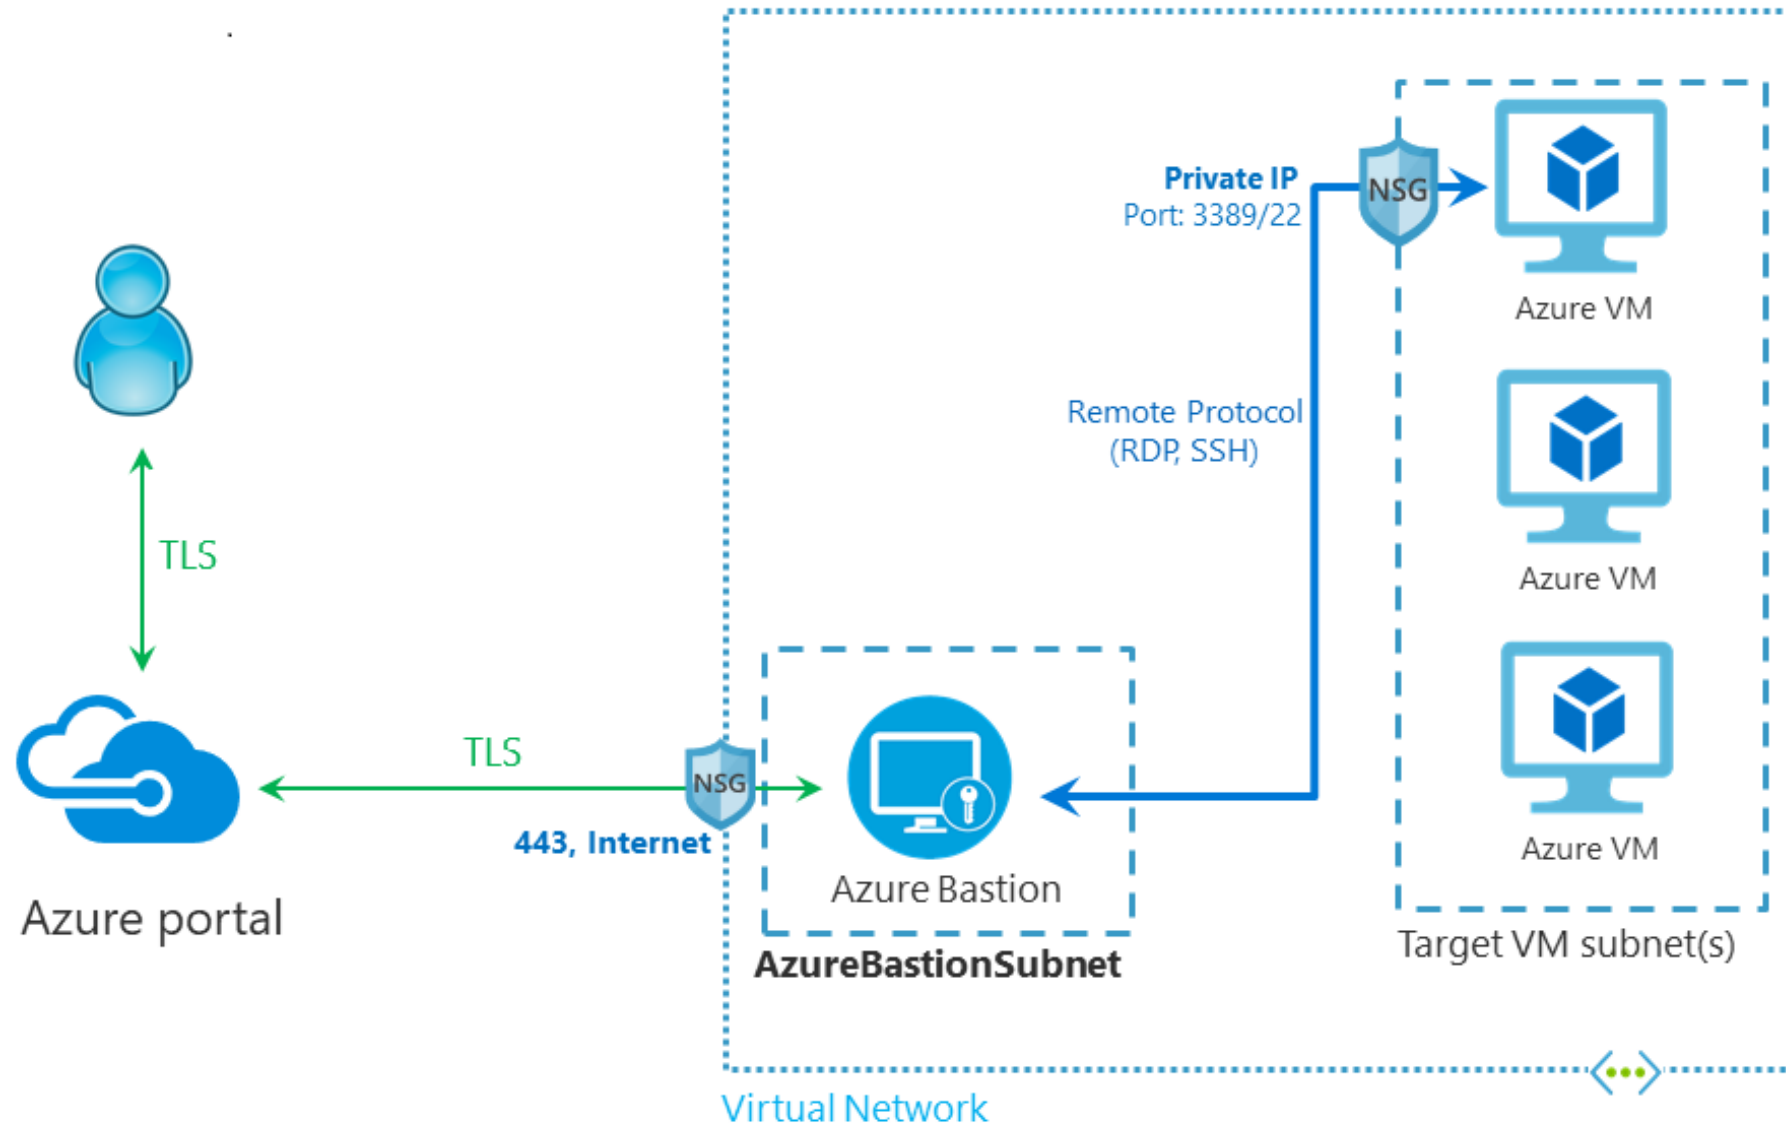 Private IP
Port: 3389/22
NSG
Azure VM
Remote Protocol
(RDP, SSH)
Azure VM
TLS
TLS
NSG
443, Internet
Azure VM
Azure Bastion
Azure portal
AzureBastionSubnet
Target VM subnet(s)
Virtual Network